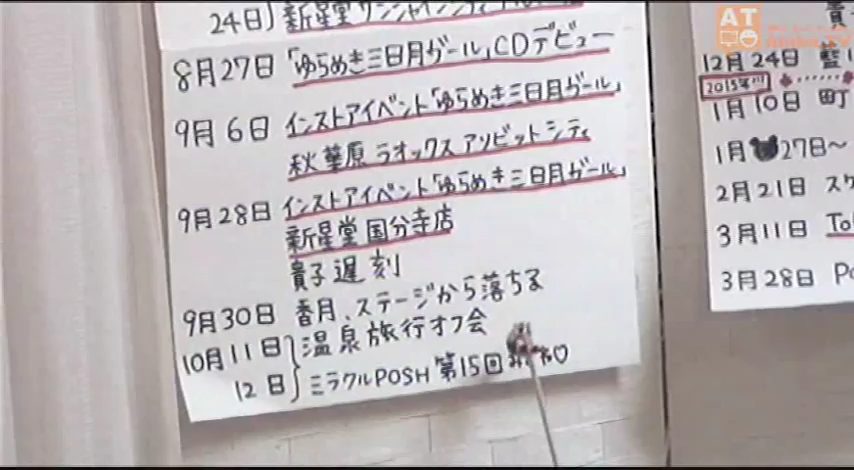 24日
8月27日 「ゆらめき三日月ガール」CDデビュー
9月6日 インストアイベント「ゆらめき三日月ガール」
秋葉原 ラオックス アソビットシティ
9月28日 インストアイベント「ゆらめき三日月ガール」
新星堂 国分寺店
貴子 遅刻
9月30日 香月、ステージから落ちる
10月11日 温泉旅行オフ会
12日 ミラクルPOSH 第15回
12月24日
2015年!!!
1月10日 町
1月 27日〜
2月21日 スケ
3月11日 To
3月28日 Po
AT